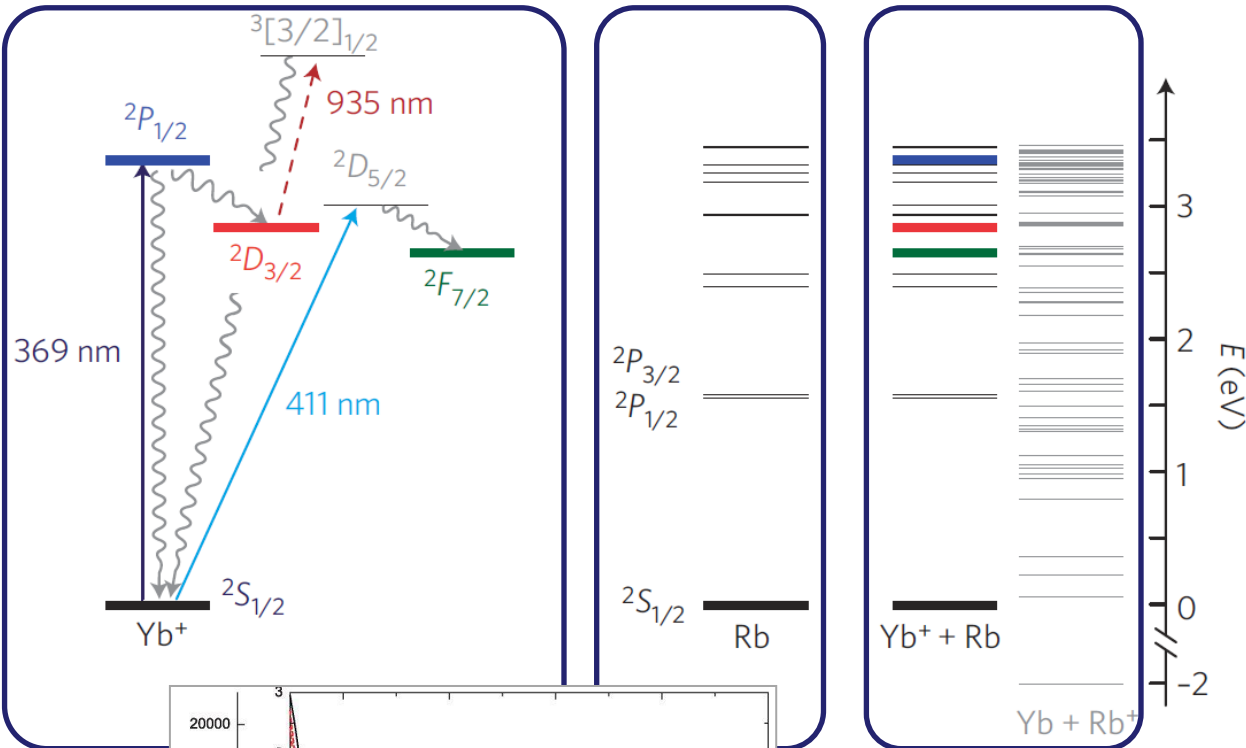 ³[3/2]₁/₂
935 nm
²P₁/₂
²D₅/₂
²D₃/₂
²F₇/₂
369 nm
411 nm
²S₁/₂
Yb⁺
3
20000
²P₃/₂
²P₁/₂
²S₁/₂
Rb
Yb⁺ + Rb
Yb + Rb⁺
3
2
1
0
-2
E (eV)